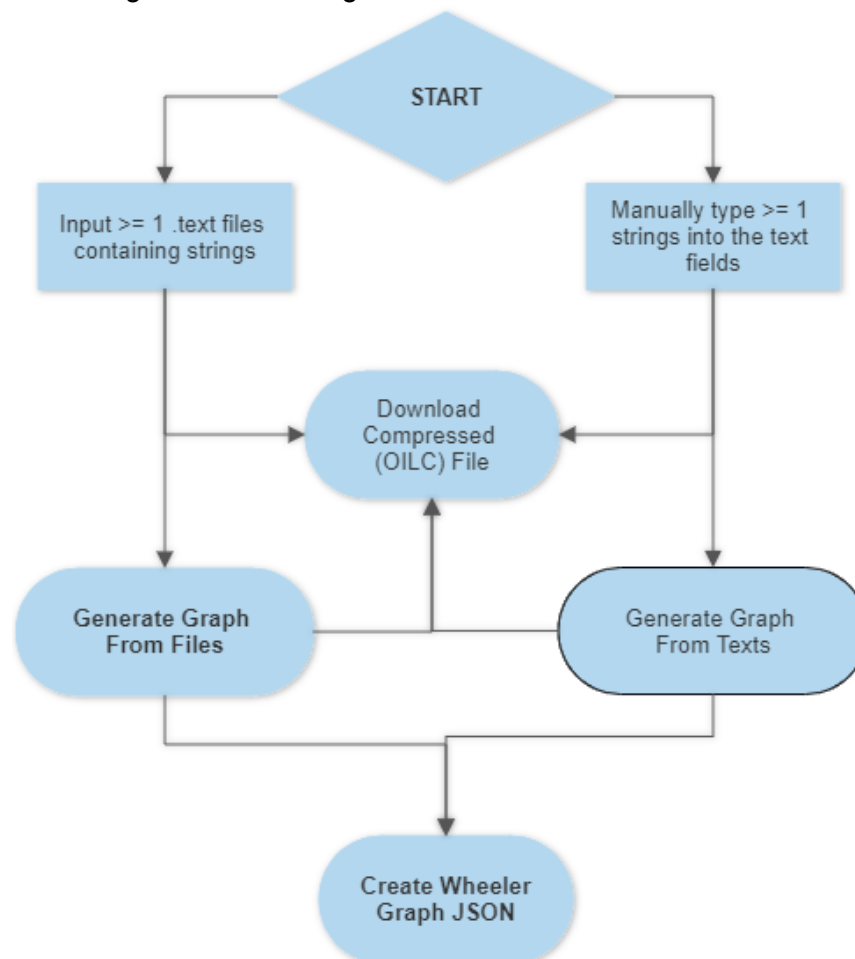 START
Input >= 1 .text files
containing strings
Manually type >= 1
strings into the text
fields
Download
Compressed
(OILC) File
Generate Graph
From Files
Generate Graph
From Texts
Create Wheeler
Graph JSON